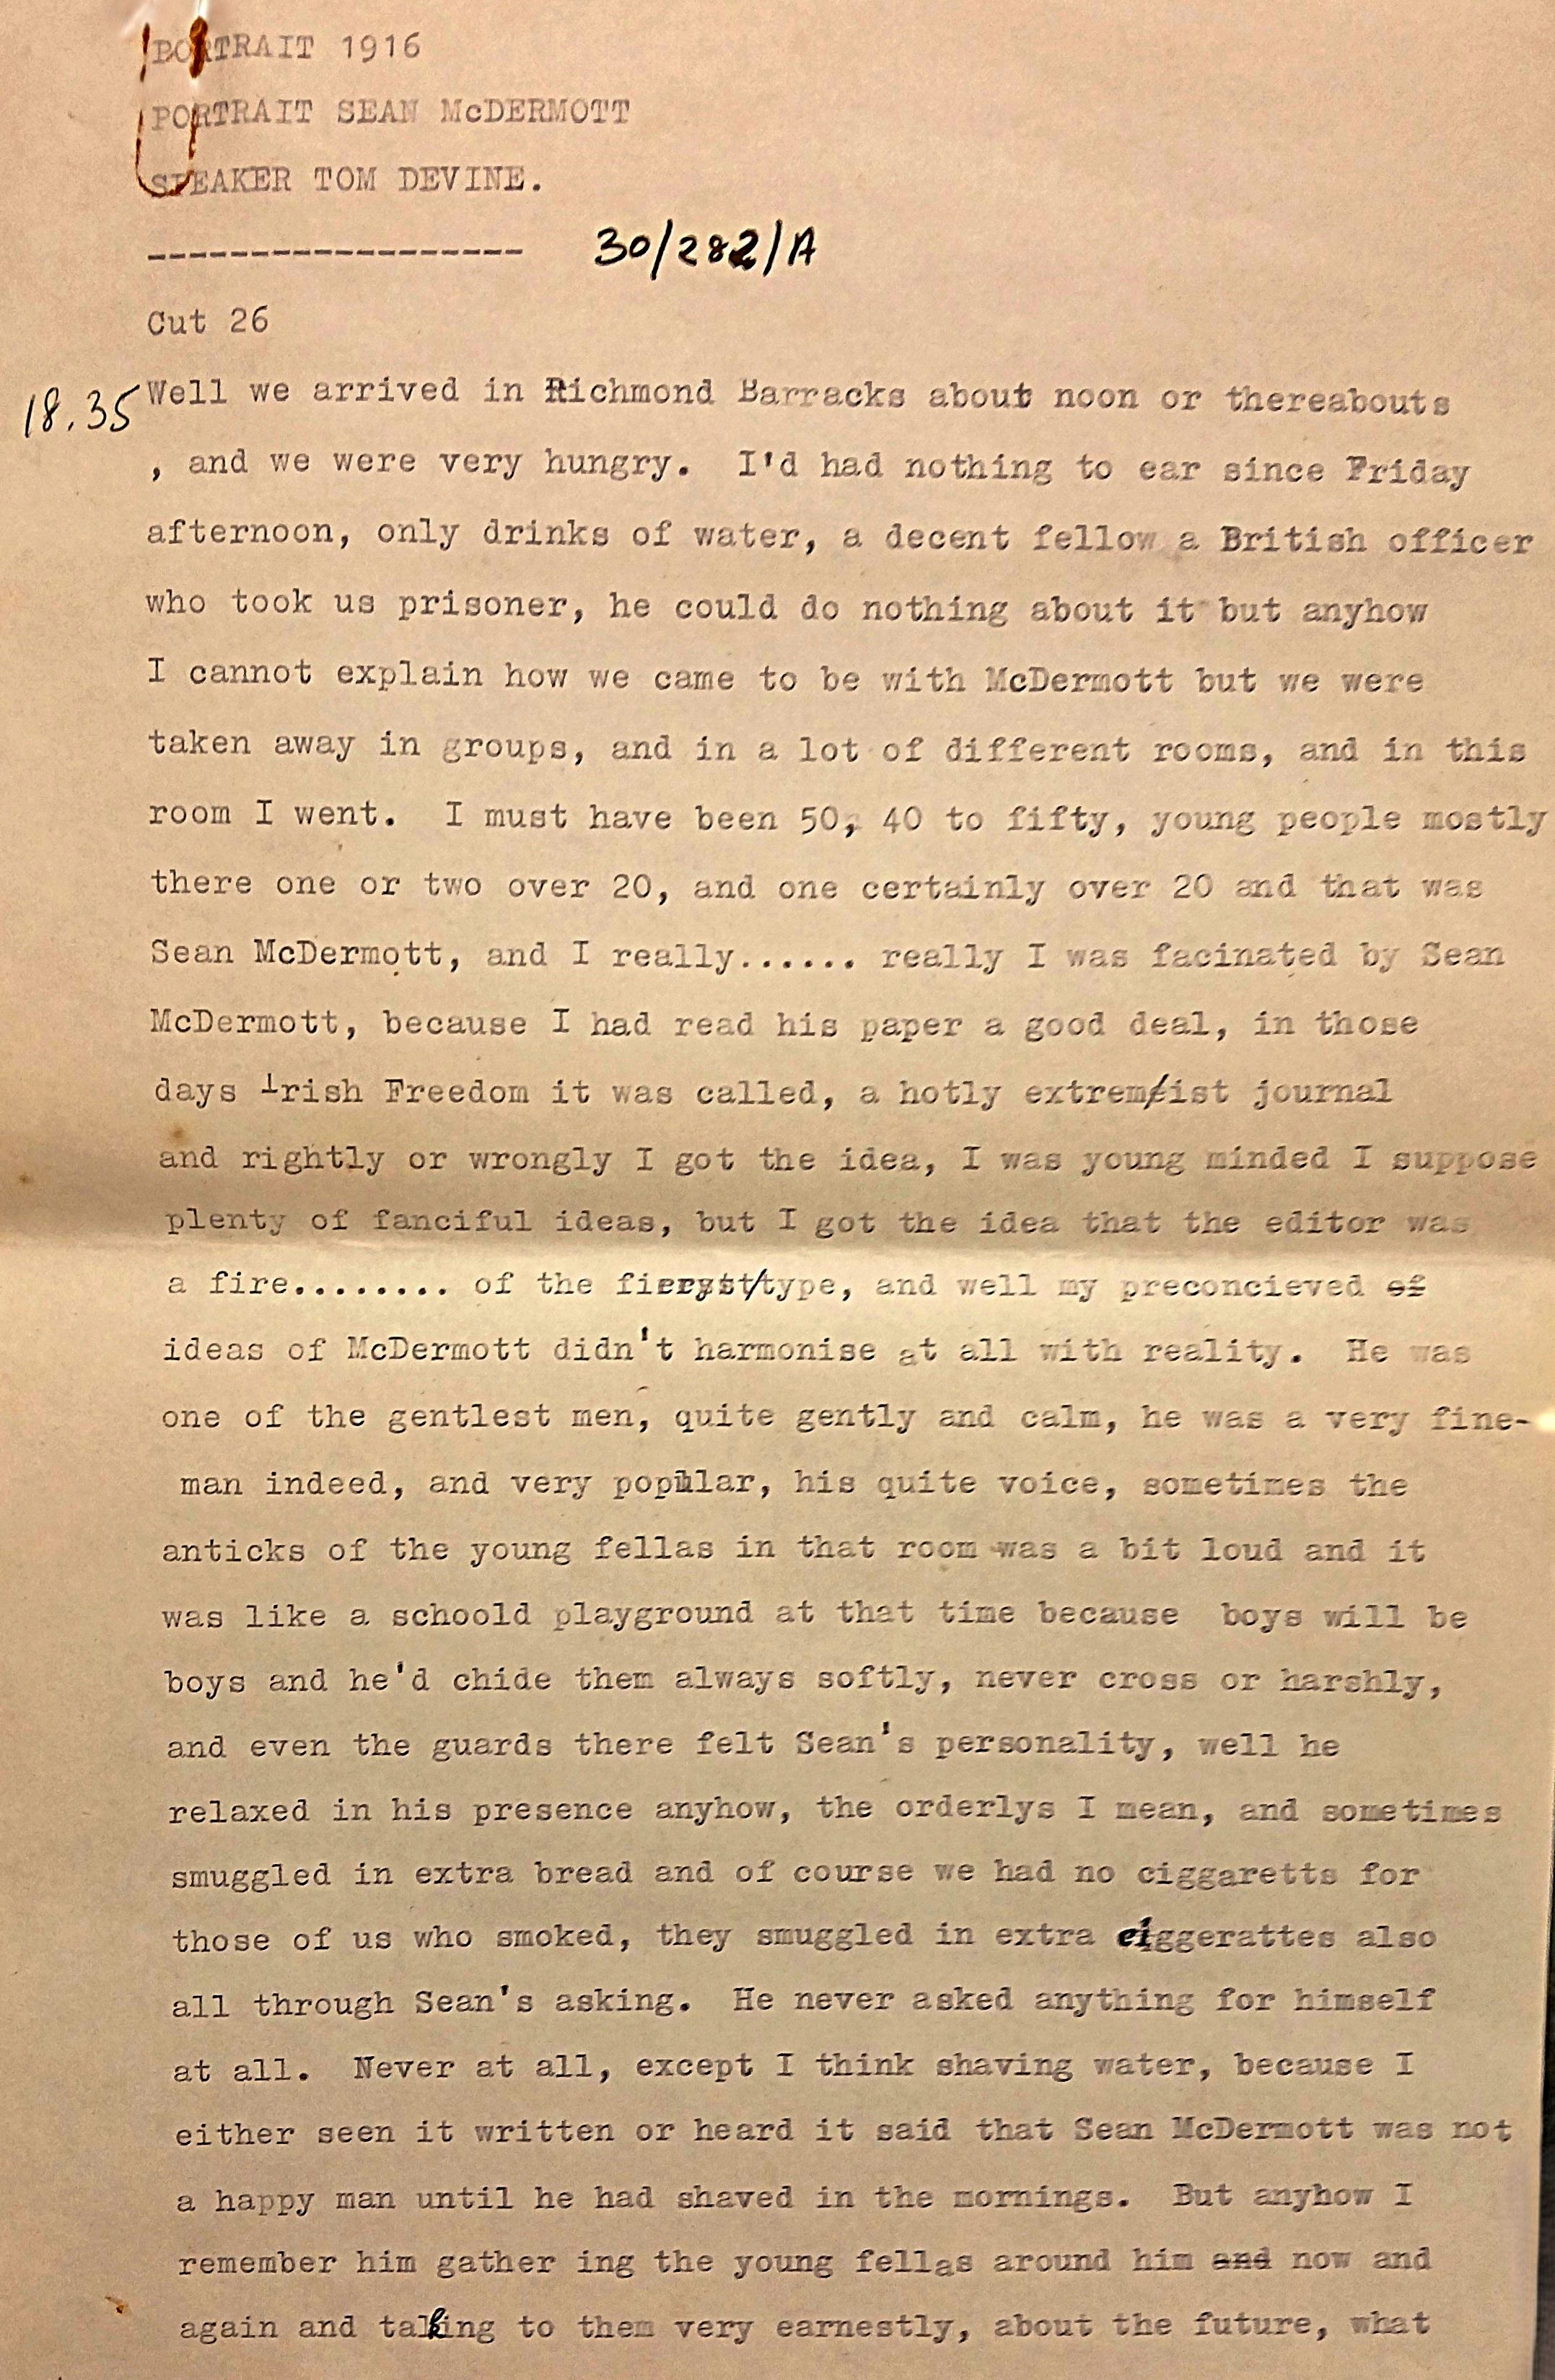 PORTRAIT 1916
PORTRAIT SEAN McDERMOTT
SPEAKER TOM DEVINE.
------------------ 30/282/A
Cut 26
18.35 Well we arrived in Richmond Barracks about noon or thereabouts
, and we were very hungry. I'd had nothing to ear since Friday
afternoon, only drinks of water, a decent fellow a British officer
who took us prisoner, he could do nothing about it but anyhow
I cannot explain how we came to be with McDermott but we were
taken away in groups, and in a lot of different rooms, and in this
room I went. I must have been 50, 40 to fifty, young people mostly
there one or two over 20, and one certainly over 20 and that was
Sean McDermott, and I really...... really I was facinated by Sean
McDermott, because I had read his paper a good deal, in those
days Irish Freedom it was called, a hotly extremist journal
and rightly or wrongly I got the idea, I was young minded I suppose
plenty of fanciful ideas, but I got the idea that the editor was
a fire........ of the type, and well my preconcieved of
ideas of McDermott didn't harmonise at all with reality. He was
one of the gentlest men, quite gently and calm, he was a very fine-
man indeed, and very popular, his quite voice, sometimes the
anticks of the young fellas in that room was a bit loud and it
was like a schoold playground at that time because boys will be
boys and he'd chide them always softly, never cross or harshly,
and even the guards there felt Sean's personality, well he
relaxed in his presence anyhow, the orderlys I mean, and sometimes
smuggled in extra bread and of course we had no ciggaretts for
those of us who smoked, they smuggled in extra ciggerattes also
all through Sean's asking. He never asked anything for himself
at all. Never at all, except I think shaving water, because I
either seen it written or heard it said that Sean McDermott was not
a happy man until he had shaved in the mornings. But anyhow I
remember him gather ing the young fellas around him and now and
again and talking to them very earnestly, about the future, what